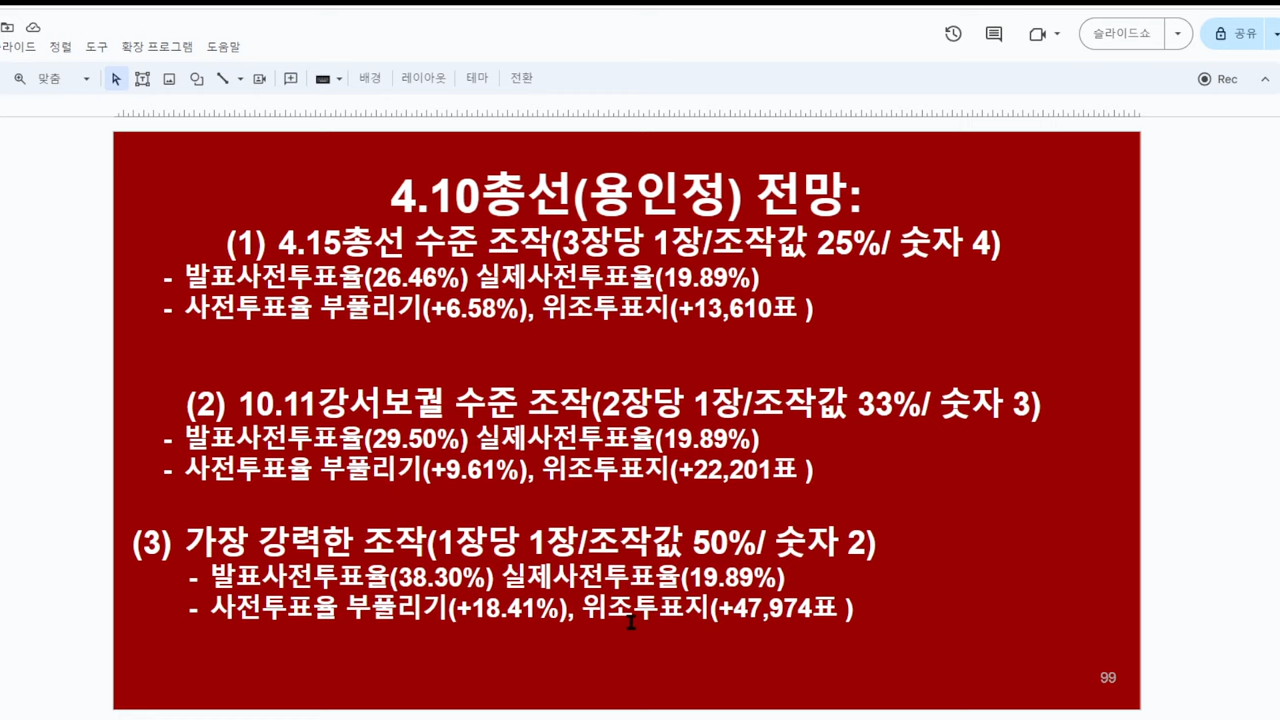 라이드 정렬 도구 확장 프로그램 도움말
슬라이드쇼
공유
맞춤
배경 레이아웃 테마 전환
Rec
4.10총선(용인정) 전망:
(1) 4.15총선 수준 조작(3장당 1장/조작값 25%/ 숫자 4)
- 발표사전투표율(26.46%) 실제사전투표율(19.89%)
- 사전투표율 부풀리기(+6.58%), 위조투표지(+13,610표 )
(2) 10.11강서보궐 수준 조작(2장당 1장/조작값 33%/ 숫자 3)
- 발표사전투표율(29.50%) 실제사전투표율(19.89%)
- 사전투표율 부풀리기(+9.61%), 위조투표지(+22,201표 )
(3) 가장 강력한 조작(1장당 1장/조작값 50%/ 숫자 2)
- 발표사전투표율(38.30%) 실제사전투표율(19.89%)
- 사전투표율 부풀리기(+18.41%), 위조투표지(+47,974표 )
99